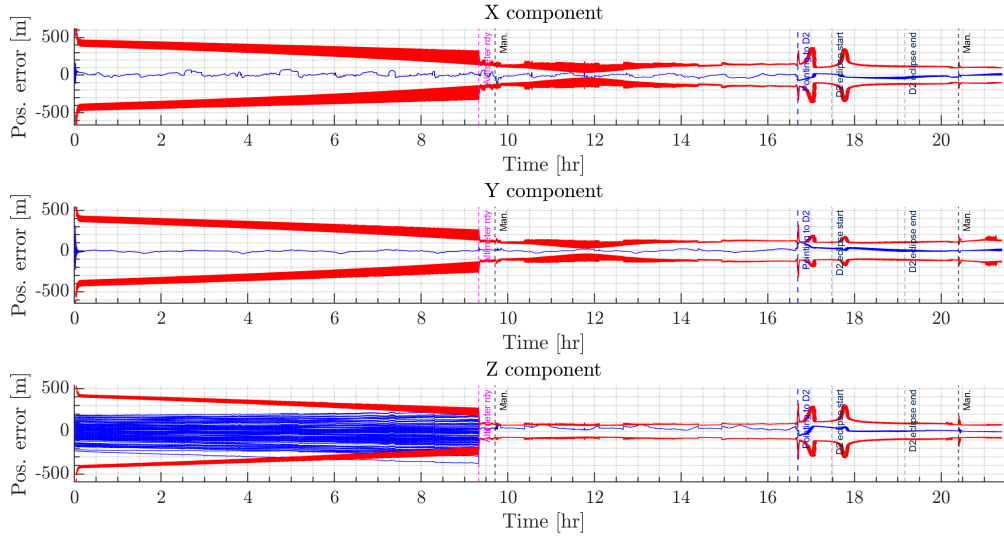 X component
Pos. error [m]
500
0
-500
Altimeter rdy
Man.
Pointing to D2
D2 eclipse start
D2 eclipse end
Man.
0 2 4 6 8 10 12 14 16 18 20
Time [hr]
Y component
Pos. error [m]
500
0
-500
Altimeter rdy
Man.
Pointing to D2
D2 eclipse start
D2 eclipse end
Man.
0 2 4 6 8 10 12 14 16 18 20
Time [hr]
Z component
Pos. error [m]
500
0
-500
Altimeter rdy
Man.
Pointing to D2
D2 eclipse start
D2 eclipse end
Man.
0 2 4 6 8 10 12 14 16 18 20
Time [hr]